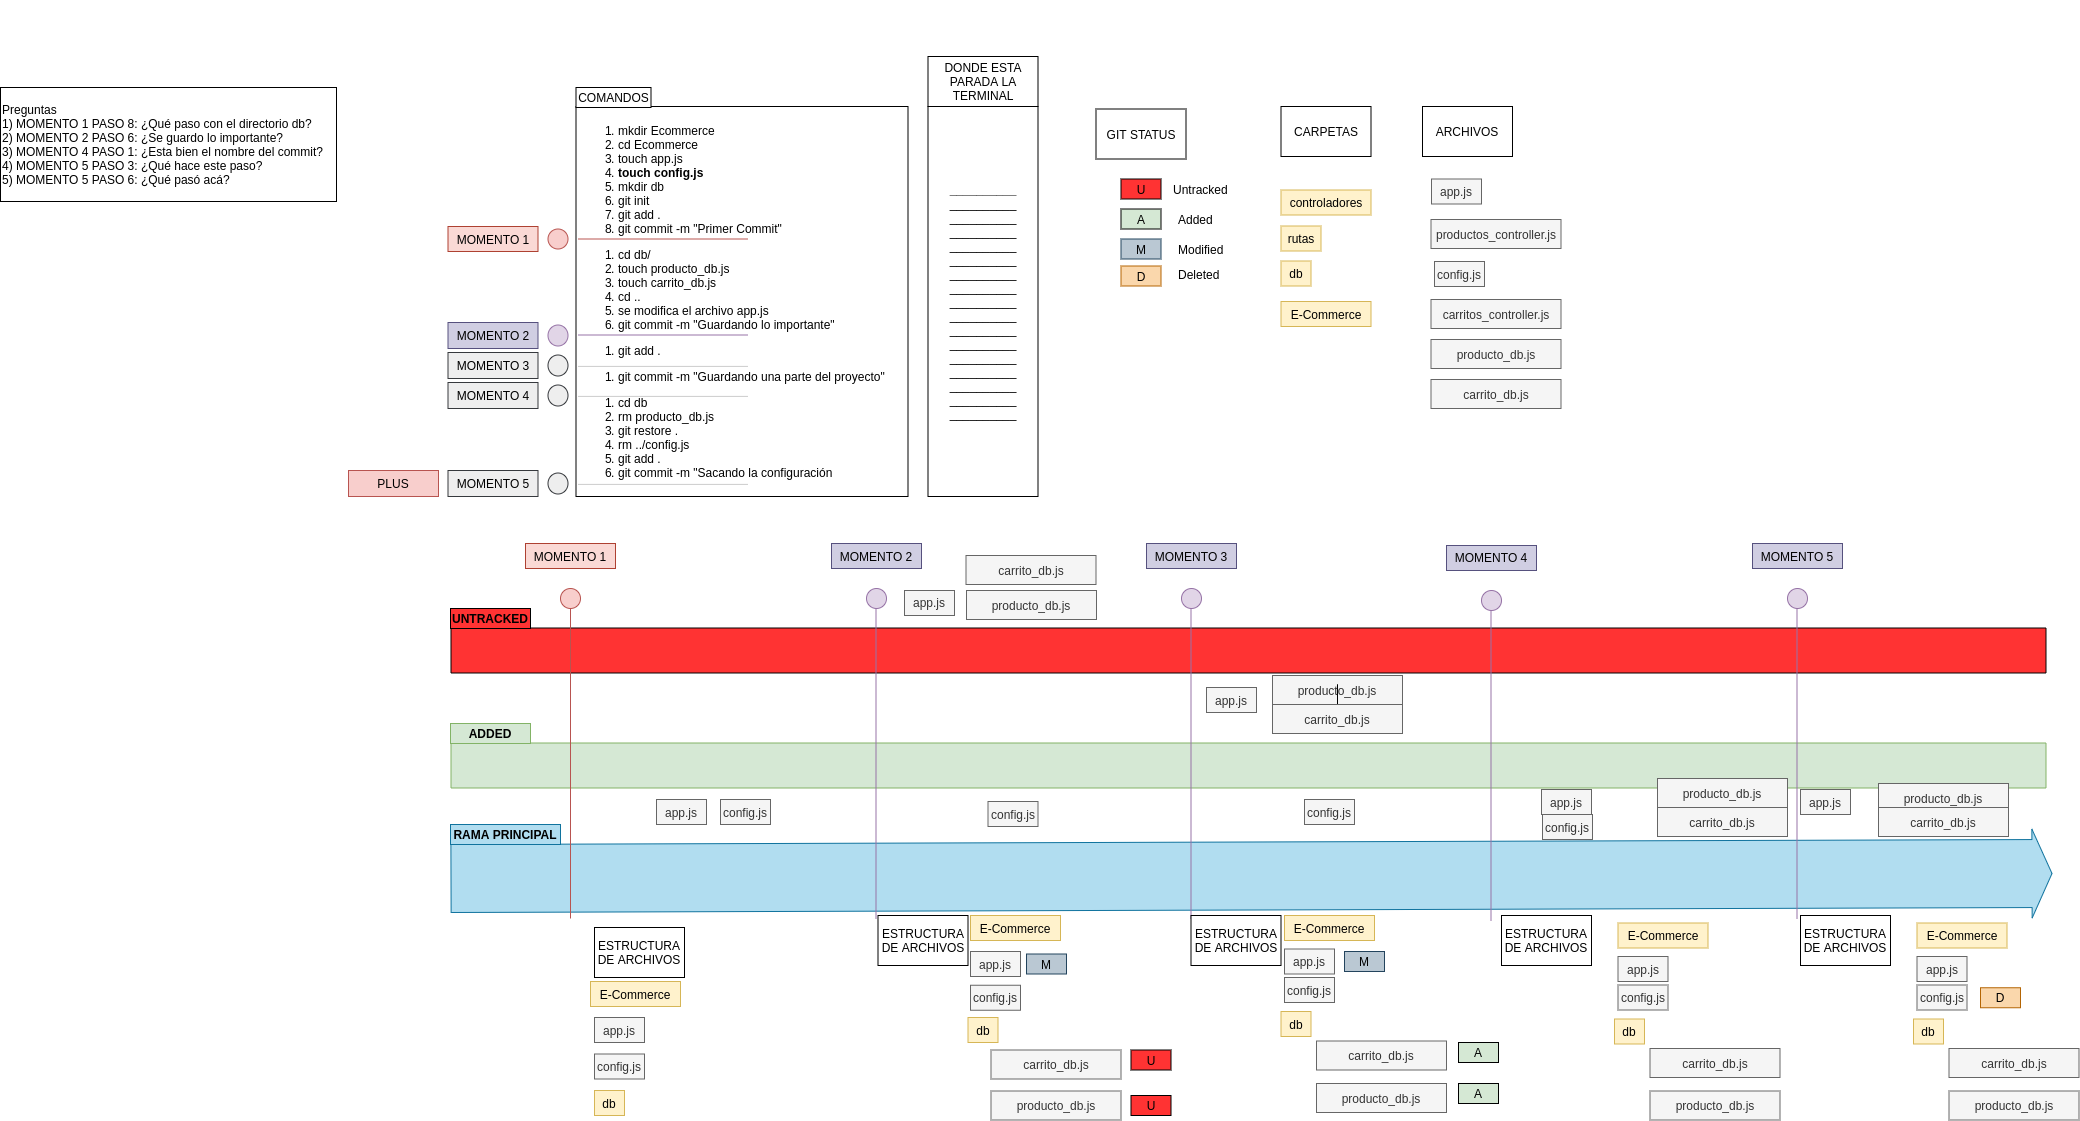 Preguntas
1) MOMENTO 1 PASO 8: ¿Qué paso con el directorio db?
2) MOMENTO 2 PASO 6: ¿Se guardo lo importante?
3) MOMENTO 4 PASO 1: ¿Esta bien el nombre del commit?
4) MOMENTO 5 PASO 3: ¿Qué hace este paso?
5) MOMENTO 5 PASO 6: ¿Qué pasó acá?
COMANDOS
1. mkdir Ecommerce
2. cd Ecommerce
3. touch app.js
4. touch config.js
5. mkdir db
6. git init
7. git add .
8. git commit -m "Primer Commit"
MOMENTO 1
1. cd db/
2. touch producto_db.js
3. touch carrito_db.js
4. cd ..
5. se modifica el archivo app.js
6. git commit -m "Guardando lo importante"
MOMENTO 2
1. git add .
MOMENTO 3
1. git commit -m "Guardando una parte del proyecto"
MOMENTO 4
1. cd db
2. rm producto_db.js
3. git restore .
4. rm ../config.js
5. git add .
6. git commit -m "Sacando la configuración
PLUS
MOMENTO 5
DONDE ESTA
PARADA LA
TERMINAL
GIT STATUS
U Untracked
A Added
M Modified
D Deleted
CARPETAS
controladores
rutas
db
E-Commerce
ARCHIVOS
app.js
productos_controller.js
config.js
carritos_controller.js
producto_db.js
carrito_db.js
MOMENTO 1
MOMENTO 2
MOMENTO 3
MOMENTO 4
MOMENTO 5
carrito_db.js
app.js
producto_db.js
UNTRACKED
app.js
producto_db.js
carrito_db.js
ADDED
app.js
config.js
config.js
config.js
app.js
config.js
producto_db.js
carrito_db.js
app.js
producto_db.js
carrito_db.js
RAMA PRINCIPAL
ESTRUCTURA
DE ARCHIVOS
E-Commerce
app.js
config.js
db
ESTRUCTURA
DE ARCHIVOS
E-Commerce
app.js M
config.js
db
carrito_db.js U
producto_db.js U
ESTRUCTURA
DE ARCHIVOS
E-Commerce
app.js M
config.js
db
carrito_db.js A
producto_db.js A
ESTRUCTURA
DE ARCHIVOS
E-Commerce
app.js
config.js
db
carrito_db.js
producto_db.js
ESTRUCTURA
DE ARCHIVOS
E-Commerce
app.js
config.js D
db
carrito_db.js
producto_db.js